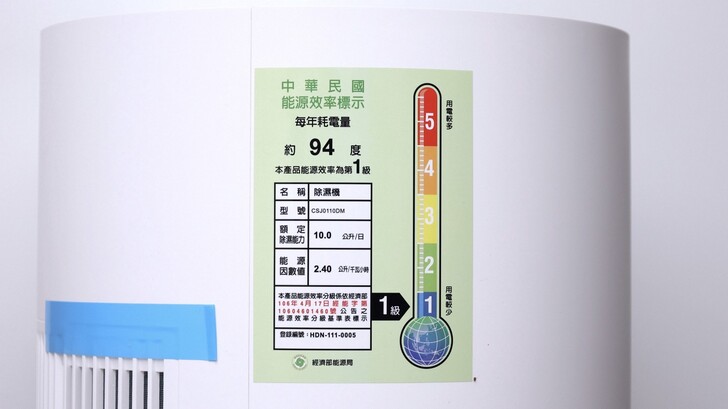 中華民國
能源效率標示
每年耗電量
約 94 度
本產品能源效率為第1級
名稱 除濕機
型號 CSJ0110DM
額定除濕能力 10.0 公升/日
能源因數值 2.40 公升/千瓦小時
本產品能源效率分級係依經濟部
106年4月17日經能字第
10604601460號公告之
能源效率分級基準表標示
登錄編號：HDN-111-0005
經濟部能源局
用電較多
5
4
3
2
1
1級
用電較少